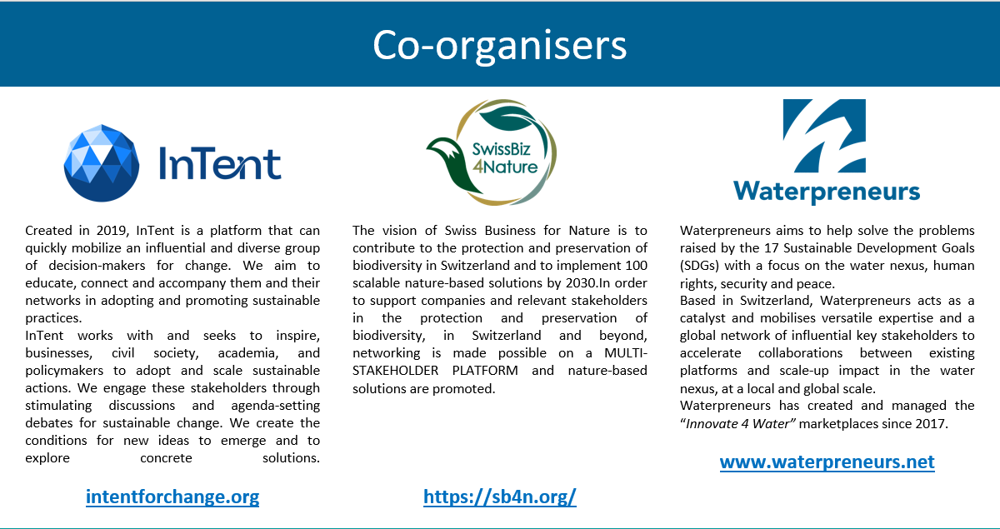 Co-organisers
InTent
Created in 2019, InTent is a platform that can
quickly mobilize an influential and diverse group
of decision-makers for change. We aim to
educate, connect and accompany them and their
networks in adopting and promoting sustainable
practices.
InTent works with and seeks to inspire,
businesses, civil society, academia, and
policymakers to adopt and scale sustainable
actions. We engage these stakeholders through
stimulating discussions and agenda-setting
debates for sustainable change. We create the
conditions for new ideas to emerge and to
explore concrete solutions.
intentforchange.org
SwissBiz
4Nature
The vision of Swiss Business for Nature is to
contribute to the protection and preservation of
biodiversity in Switzerland and to implement 100
scalable nature-based solutions by 2030.In order
to support companies and relevant stakeholders
in the protection and preservation of
biodiversity, in Switzerland and beyond,
networking is made possible on a MULTI-
STAKEHOLDER PLATFORM and nature-based
solutions are promoted.
https://sb4n.org/
Waterpreneurs
Waterpreneurs aims to help solve the problems
raised by the 17 Sustainable Development Goals
(SDGs) with a focus on the water nexus, human
rights, security and peace.
Based in Switzerland, Waterpreneurs acts as a
catalyst and mobilises versatile expertise and a
global network of influential key stakeholders to
accelerate collaborations between existing
platforms and scale-up impact in the water
nexus, at a local and global scale.
Waterpreneurs has created and managed the
“Innovate 4 Water” marketplaces since 2017.
www.waterpreneurs.net